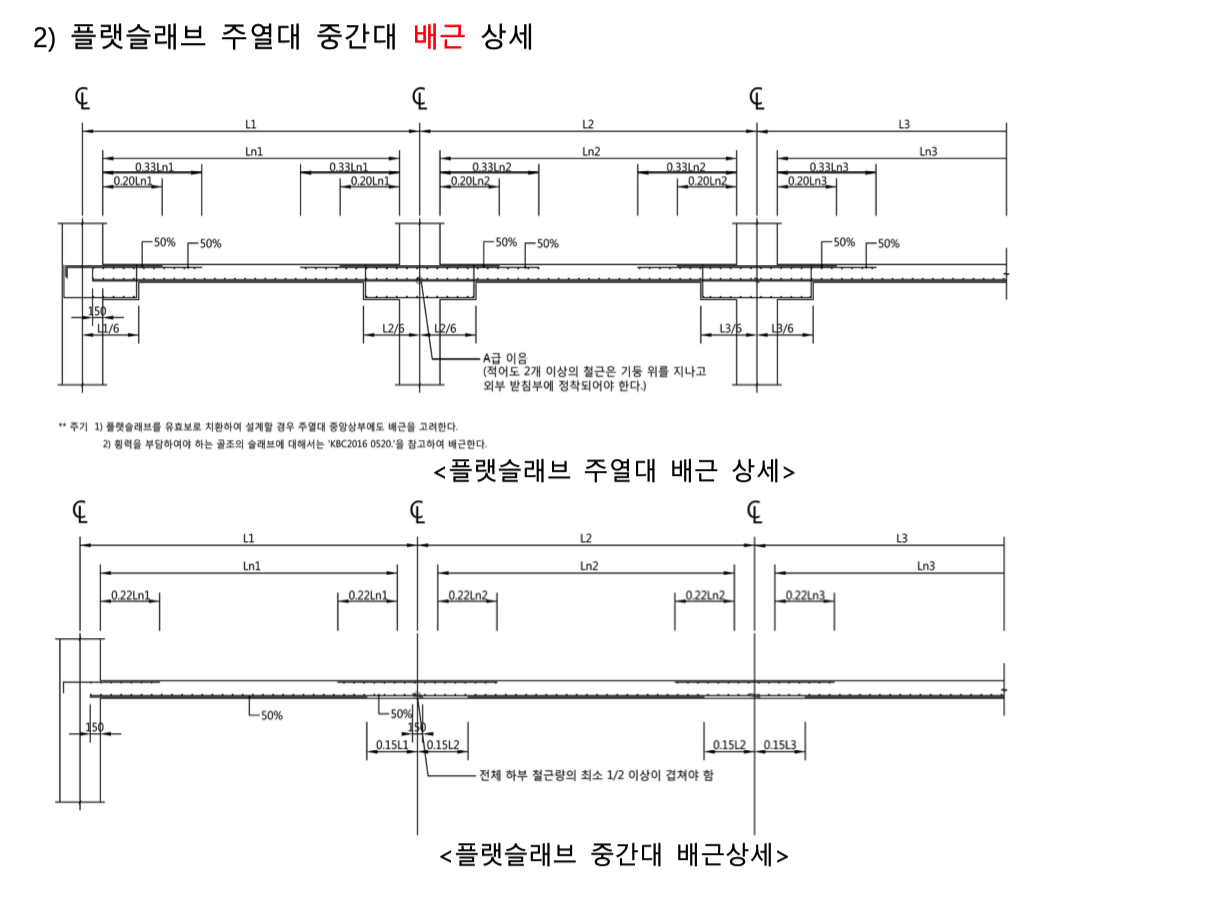 2) 플랫슬래브 주열대 중간대 배근 상세
℄ ℄ ℄
L1 L2 L3
Ln1 Ln2 Ln3
0.33Ln1 0.33Ln1 0.33Ln2 0.33Ln2 0.33Ln3
0.20Ln1 0.20Ln1 0.20Ln2 0.20Ln2 0.20Ln3
50% 50% 50% 50% 50% 50%
150
L1/6 L2/6 L2/6 L3/6 L3/6
A급 이음
(적어도 2개 이상의 철근은 기둥 위를 지나고
외부 받침부에 정착되어야 한다.)
** 주기 1) 플랫슬래브를 유효보로 치환하여 설계할 경우 주열대 중앙상부에도 배근을 고려한다.
2) 횡력을 부담하여야 하는 골조의 슬래브에 대해서는 'KBC2016 0520.'을 참고하여 배근한다.
<플랫슬래브 주열대 배근 상세>
℄ ℄ ℄
L1 L2 L3
Ln1 Ln2 Ln3
0.22Ln1 0.22Ln1 0.22Ln2 0.22Ln2 0.22Ln3
50% 50%
150 150
0.15L1 0.15L2 0.15L2 0.15L3
전체 하부 철근량의 최소 1/2 이상이 겹쳐야 함
<플랫슬래브 중간대 배근상세>